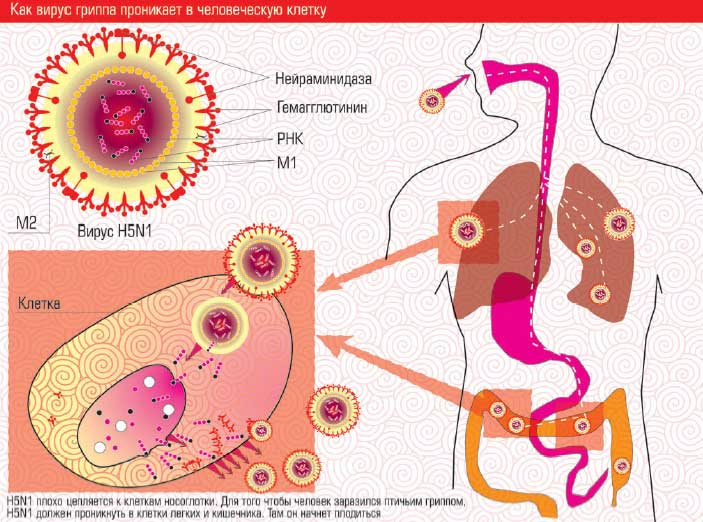 Как вирус гриппа проникает в человеческую клетку
Нейраминидаза
Гемагглютинин
РНК
М1
М2
Вирус H5N1
Клетка
H5N1 плохо цепляется к клеткам носоглотки. Для того чтобы человек заразился птичьим гриппом,
H5N1 должен проникнуть в клетки легких и кишечника. Там он начнет плодиться